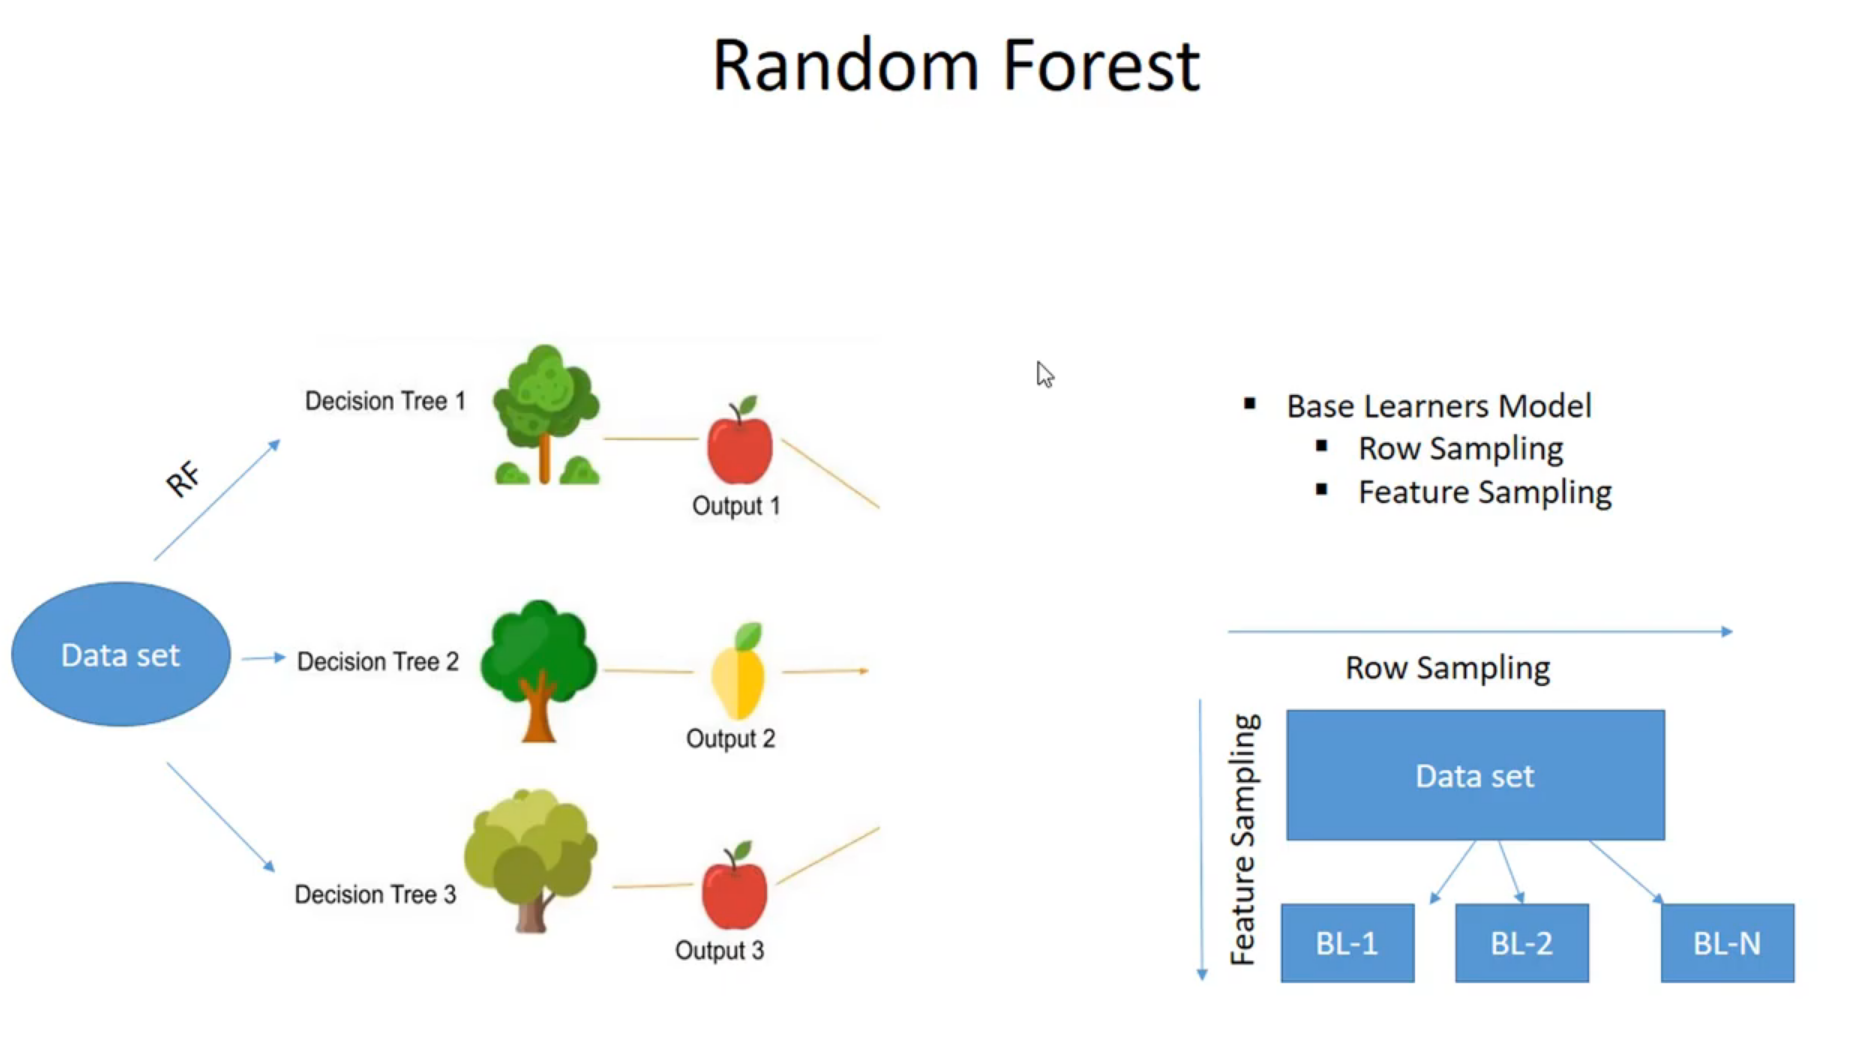 Random Forest
RF
Data set
Decision Tree 1
Output 1
Decision Tree 2
Output 2
Decision Tree 3
Output 3
▪ Base Learners Model
▪ Row Sampling
▪ Feature Sampling
Row Sampling
Feature Sampling
Data set
BL-1
BL-2
BL-N